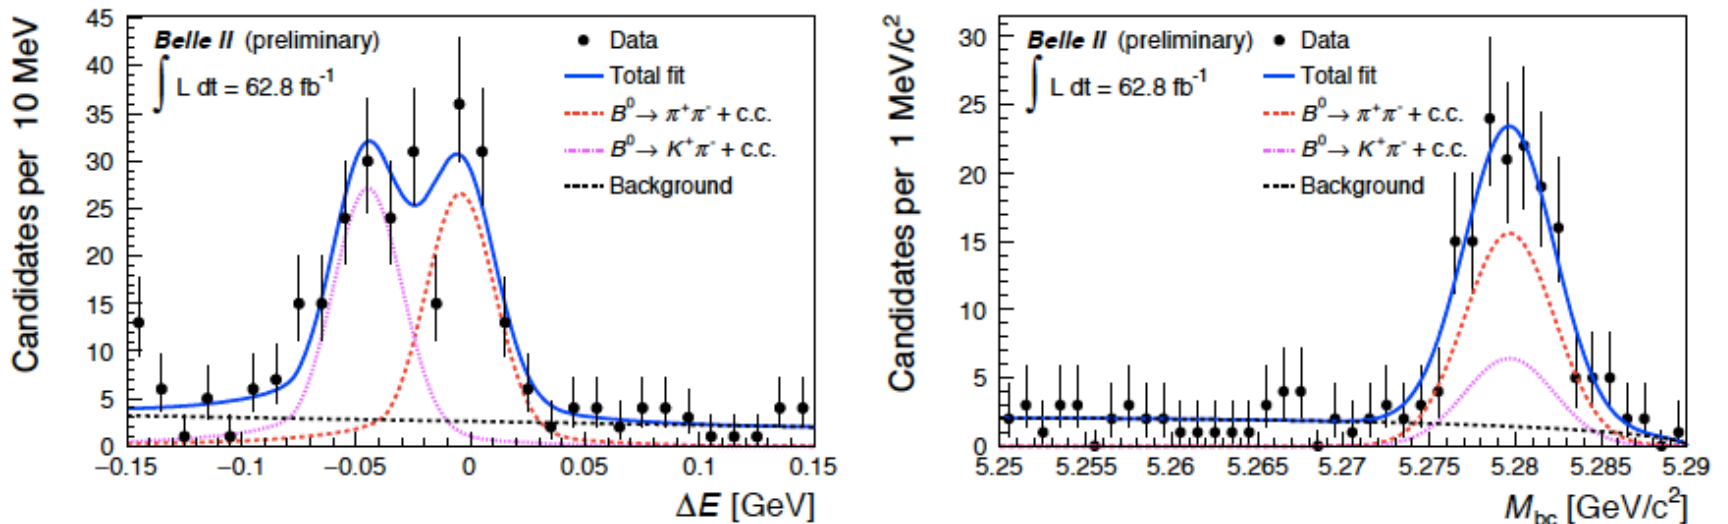 Candidates per 10 MeV
45
40
35
30
25
20
15
10
5
0
Belle II (preliminary)
∫ L dt = 62.8 fb⁻¹
Data
Total fit
B⁰→ π⁺π⁻ + c.c.
B⁰→ K⁺π⁻ + c.c.
Background
−0.15 −0.1 −0.05 0 0.05 0.1 0.15
ΔE [GeV]
Candidates per 1 MeV/c²
30
25
20
15
10
5
0
Belle II (preliminary)
∫ L dt = 62.8 fb⁻¹
Data
Total fit
B⁰→ π⁺π⁻ + c.c.
B⁰→ K⁺π⁻ + c.c.
Background
5.25 5.255 5.26 5.265 5.27 5.275 5.28 5.285 5.29
M_bc [GeV/c²]